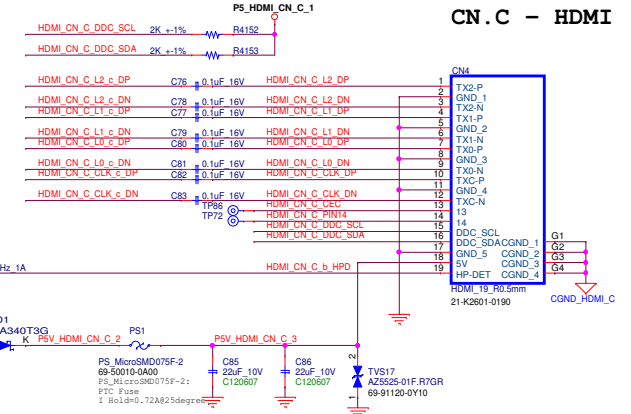 P5_HDMI_CN_C_1
CN.C - HDMI
HDMI_CN_C_DDC_SCL 2K +-1% R4152
HDMI_CN_C_DDC_SDA 2K +-1% R4153
CN4
HDMI_CN_C_L2_c_DP C76 0.1uF_16V HDMI_CN_C_L2_DP 1 TX2-P
2 GND_1
HDMI_CN_C_L2_c_DN C78 0.1uF_16V HDMI_CN_C_L2_DN 3 TX2-N
HDMI_CN_C_L1_c_DP C77 0.1uF_16V HDMI_CN_C_L1_DP 4 TX1-P
5 GND_2
HDMI_CN_C_L1_c_DN C79 0.1uF_16V HDMI_CN_C_L1_DN 6 TX1-N
HDMI_CN_C_L0_c_DP C80 0.1uF_16V HDMI_CN_C_L0_DP 7 TX0-P
8 GND_3
HDMI_CN_C_L0_c_DN C81 0.1uF_16V HDMI_CN_C_L0_DN 9 TX0-N
HDMI_CN_C_CLK_c_DP C82 0.1uF_16V HDMI_CN_C_CLK_DP 10 TXC-P
11 GND_4
HDMI_CN_C_CLK_c_DN C83 0.1uF_16V HDMI_CN_C_CLK_DN 12 TXC-N
TP86 HDMI_CN_C_CEC 13 13
TP72 HDMI_CN_C_PIN14 14 14
HDMI_CN_C_DDC_SCL 15 DDC_SCL
HDMI_CN_C_DDC_SDA 16 DDC_SDA CGND_1 G1
17 GND_5 CGND_2 G2
18 5V CGND_3 G3
Hz_1A HDMI_CN_C_b_HPD 19 HP-DET CGND_4 G4
HDMI_19_R0.5mm
21-K2601-0190
CGND_HDMI_C
D1
A340T3G
K P5V_HDMI_CN_C_2 PS1 P5V_HDMI_CN_C_3
PS_MicroSMD075F-2
69-50010-0A00
PS_MicroSMD075F-2:
PTC Fuse
I Hold=0.72A@25degree
C85
22uF_10V
C120607
C86
22uF_10V
C120607
2
TVS17
AZ5525-01F.R7GR
69-91120-0Y10
1